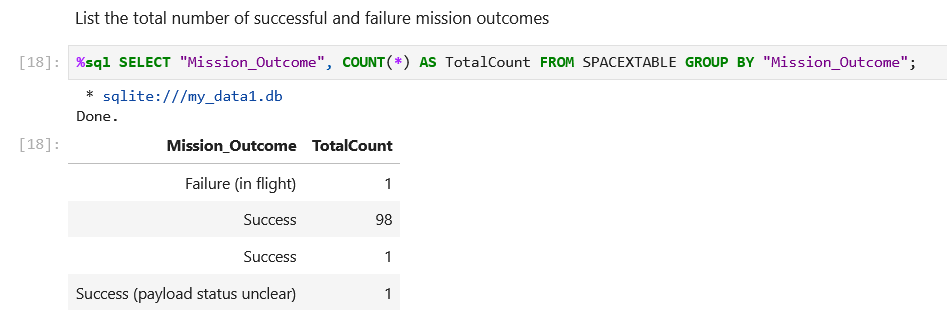 List the total number of successful and failure mission outcomes
[18]: %sql SELECT "Mission_Outcome", COUNT(*) AS TotalCount FROM SPACEXTABLE GROUP BY "Mission_Outcome";
* sqlite:///my_data1.db
Done.
[18]: Mission_Outcome TotalCount
Failure (in flight) 1
Success 98
Success 1
Success (payload status unclear) 1